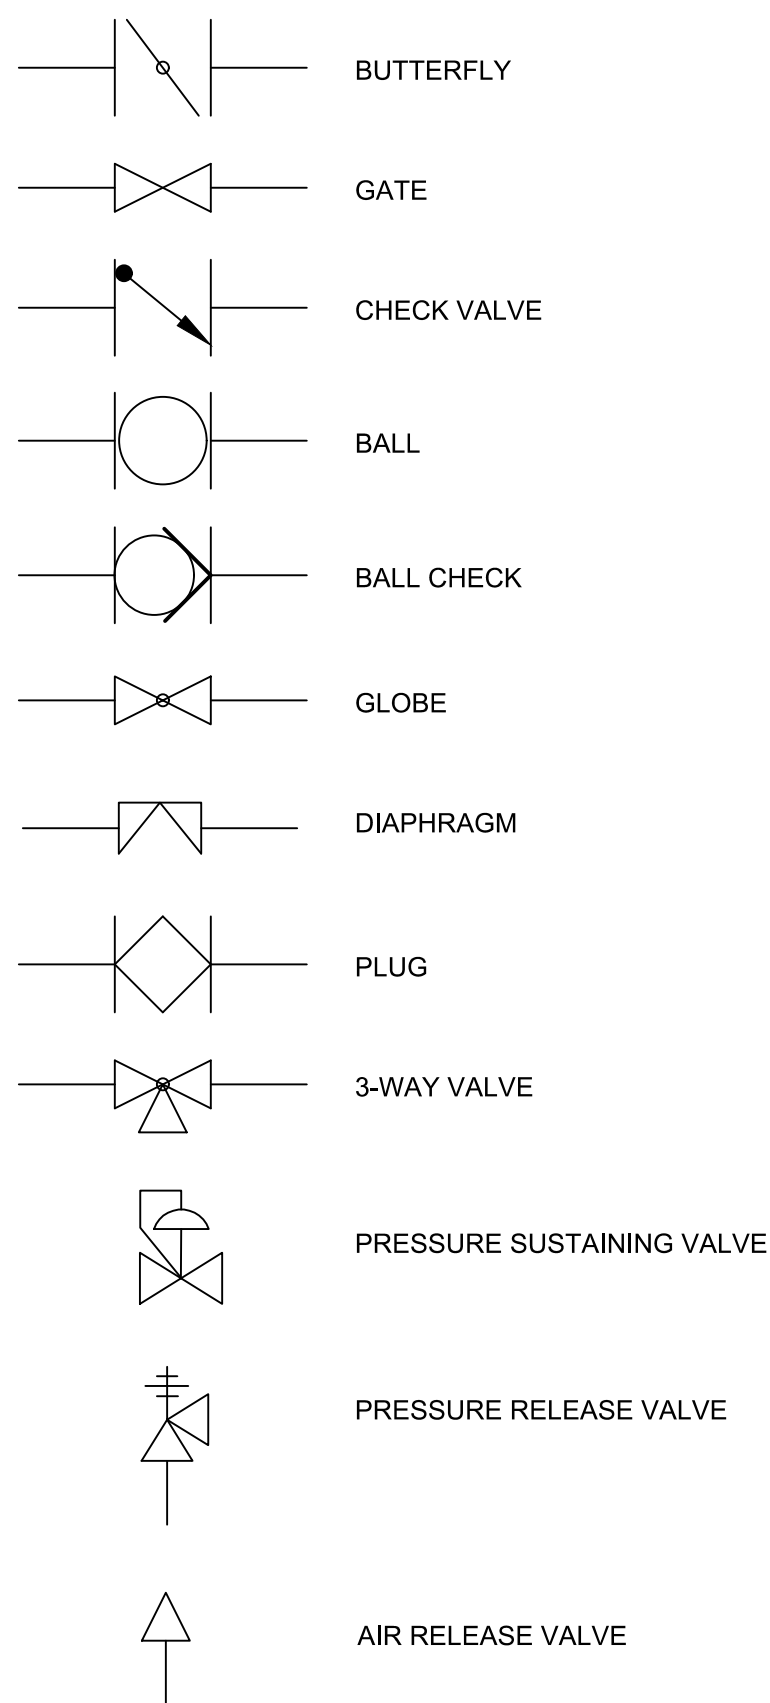 BUTTERFLY
GATE
CHECK VALVE
BALL
BALL CHECK
GLOBE
DIAPHRAGM
PLUG
3-WAY VALVE
PRESSURE SUSTAINING VALVE
PRESSURE RELEASE VALVE
AIR RELEASE VALVE